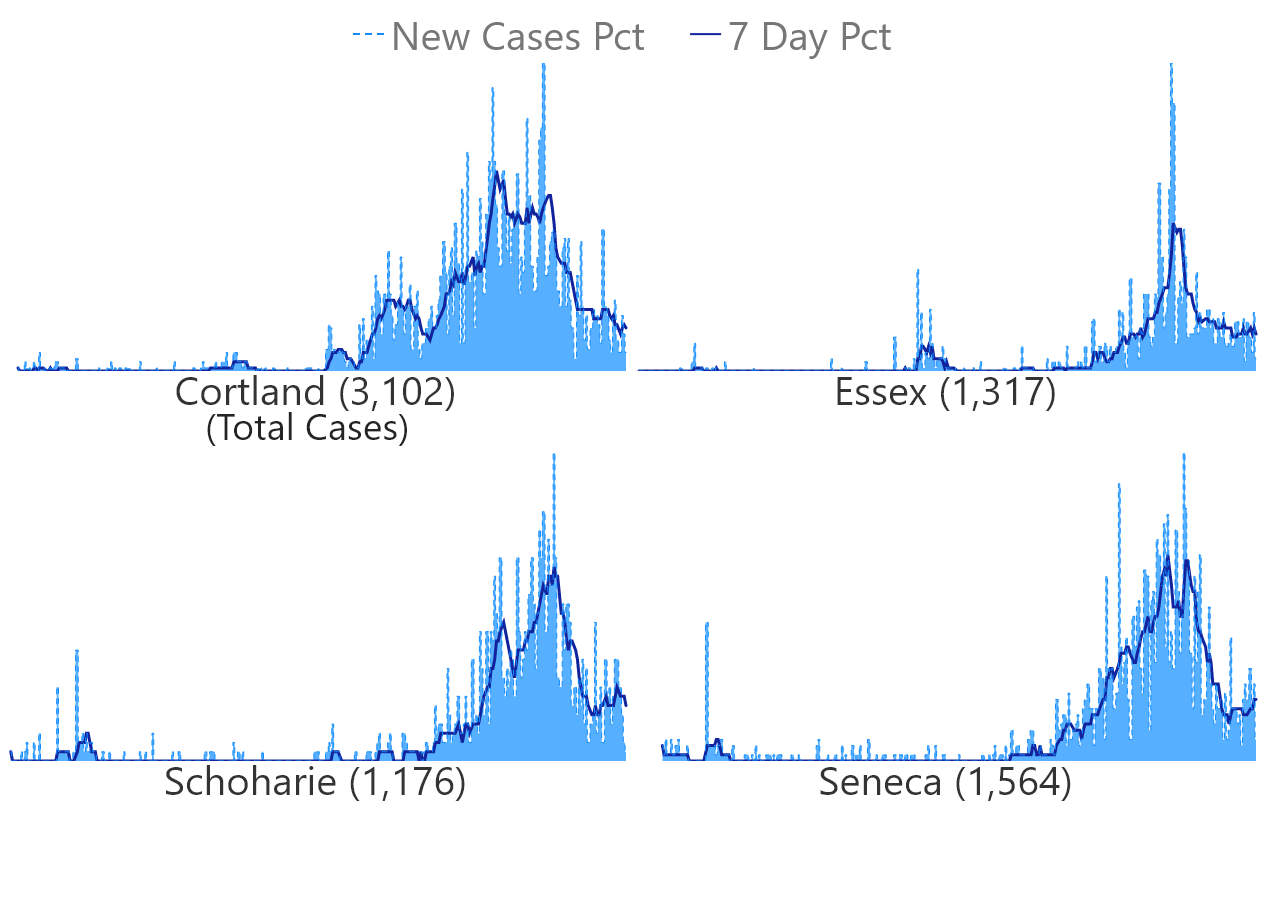 New Cases Pct 7 Day Pct
Cortland (3,102)
(Total Cases)
Essex (1,317)
Schoharie (1,176)
Seneca (1,564)